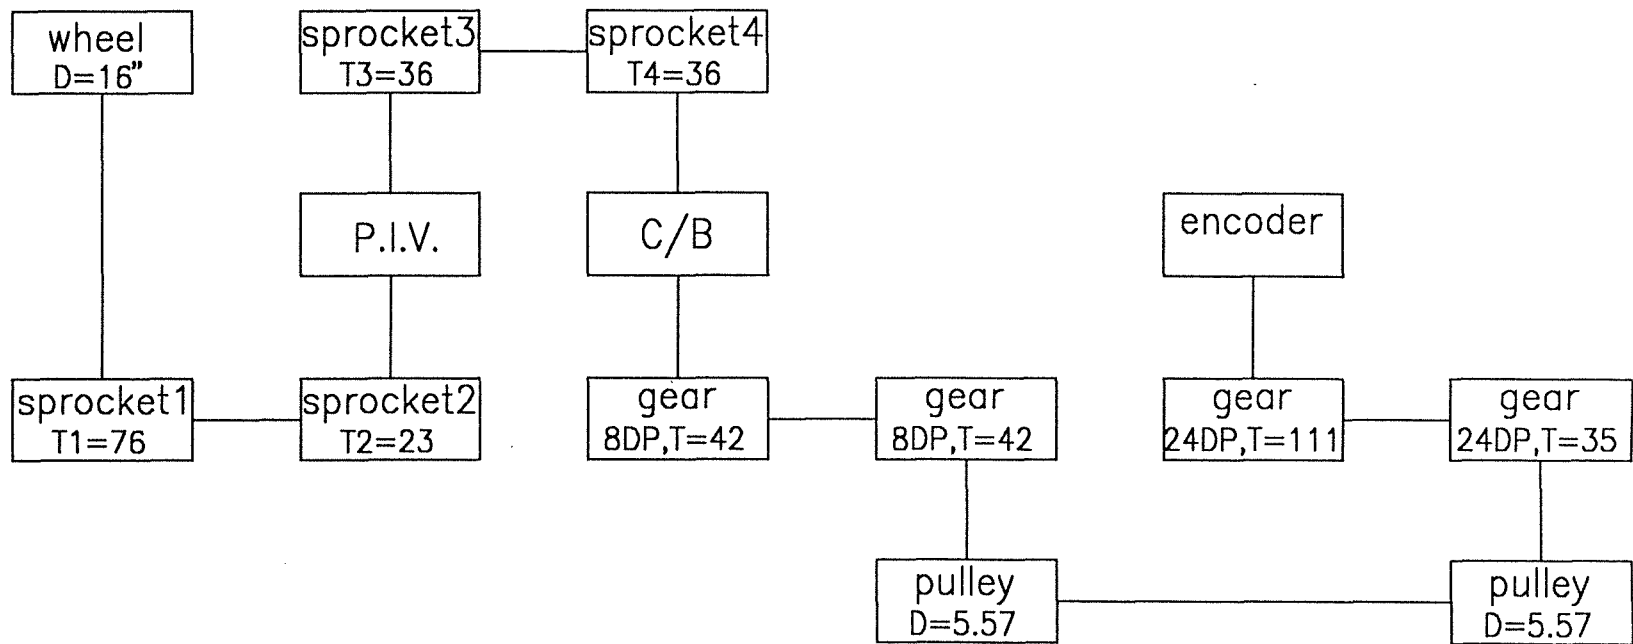 wheel
D=16"
sprocket3
T3=36
sprocket4
T4=36
P.I.V.
C/B
encoder
sprocket1
T1=76
sprocket2
T2=23
gear
8DP,T=42
gear
8DP,T=42
gear
24DP,T=111
gear
24DP,T=35
pulley
D=5.57
pulley
D=5.57